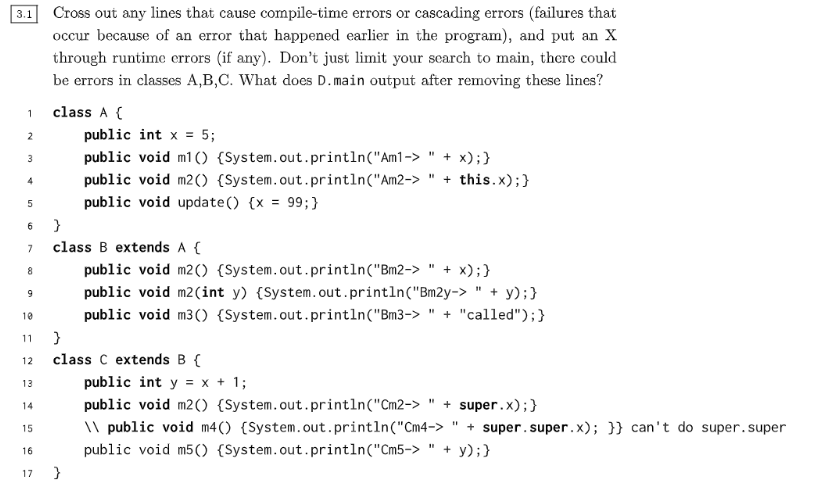 3.1 Cross out any lines that cause compile-time errors or cascading errors (failures that
occur because of an error that happened earlier in the program), and put an X
through runtime errors (if any). Don't just limit your search to main, there could
be errors in classes A,B,C. What does D.main output after removing these lines?
1 class A {
2 public int x = 5;
3 public void m1() {System.out.println("Am1-> " + x);}
4 public void m2() {System.out.println("Am2-> " + this.x);}
5 public void update() {x = 99;}
6 }
7 class B extends A {
8 public void m2() {System.out.println("Bm2-> " + x);}
9 public void m2(int y) {System.out.println("Bm2y-> " + y);}
10 public void m3() {System.out.println("Bm3-> " + "called");}
11 }
12 class C extends B {
13 public int y = x + 1;
14 public void m2() {System.out.println("Cm2-> " + super.x);}
15 \\ public void m4() {System.out.println("Cm4-> " + super.super.x); }} can't do super.super
16 public void m5() {System.out.println("Cm5-> " + y);}
17 }